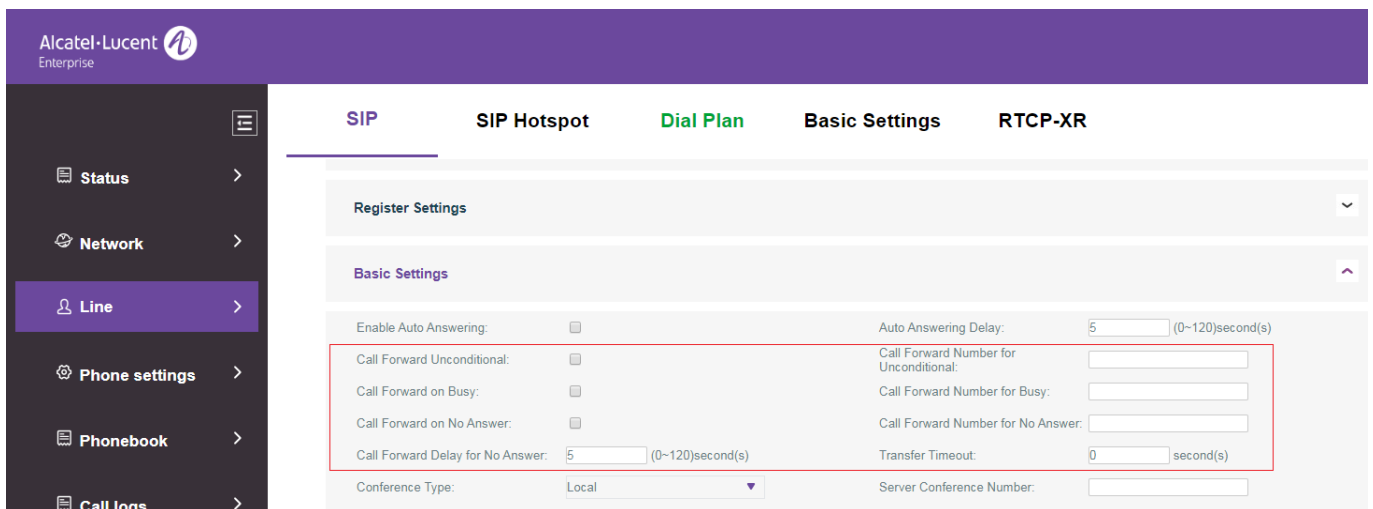 Alcatel·Lucent
Enterprise
SIP
SIP Hotspot
Dial Plan
Basic Settings
RTCP-XR
Status
Network
Line
Phone settings
Phonebook
Call logs
Register Settings
Basic Settings
Enable Auto Answering:
Auto Answering Delay: 5 (0~120)second(s)
Call Forward Unconditional:
Call Forward Number for
Unconditional:
Call Forward on Busy:
Call Forward Number for Busy:
Call Forward on No Answer:
Call Forward Number for No Answer:
Call Forward Delay for No Answer: 5 (0~120)second(s)
Transfer Timeout: 0 second(s)
Conference Type: Local
Server Conference Number: